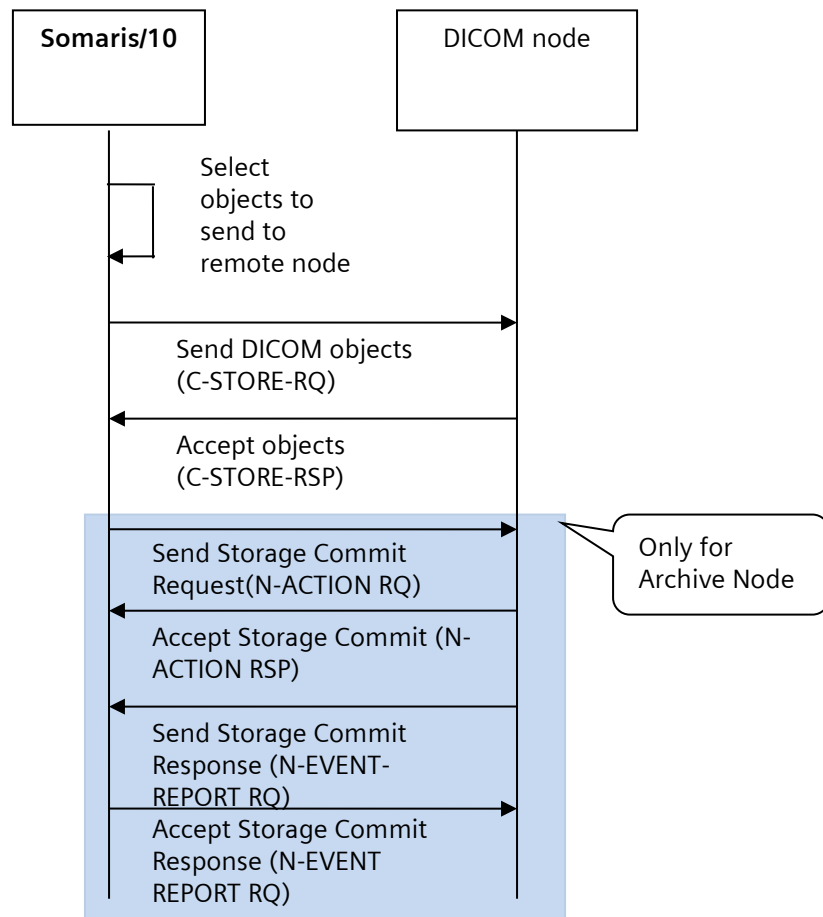 Somaris/10
DICOM node
Select
objects to
send to
remote node
Send DICOM objects
(C-STORE-RQ)
Accept objects
(C-STORE-RSP)
Only for
Archive Node
Send Storage Commit
Request(N-ACTION RQ)
Accept Storage Commit (N-
ACTION RSP)
Send Storage Commit
Response (N-EVENT-
REPORT RQ)
Accept Storage Commit
Response (N-EVENT
REPORT RQ)